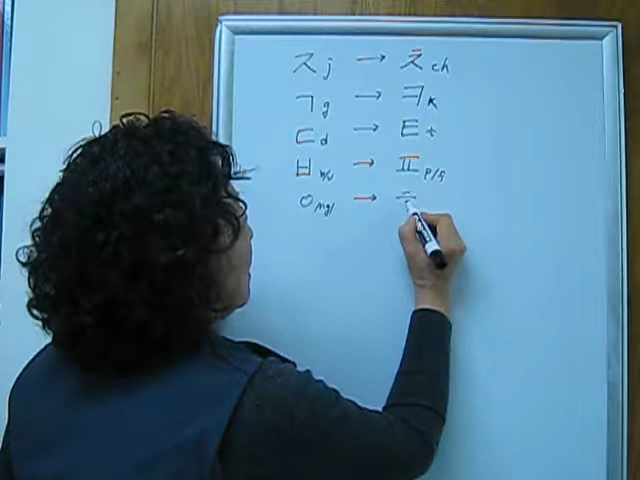 ㅈ j → ㅊ ch
ㄱ g → ㅋ k
ㄷ d → ㅌ t
ㅂ → ㅍ
ㅇ ng/ →